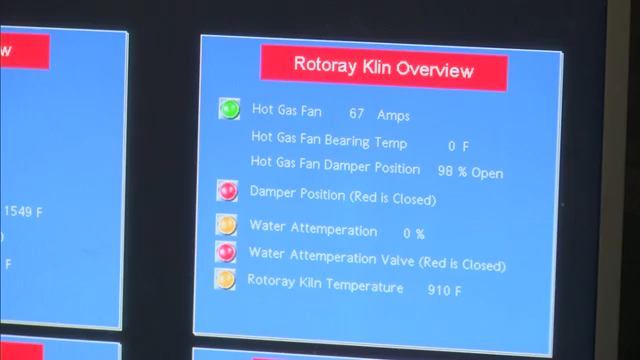 w
Rotoray Klin Overview
Hot Gas Fan 67 Amps
Hot Gas Fan Bearing Temp 0 F
Hot Gas Fan Damper Position 98 % Open
1549 F
Damper Position (Red is Closed)
Water Attemperation 0 %
)
Water Attemperation Valve (Red is Closed)
F
Rotoray Kiln Temperature 910 F